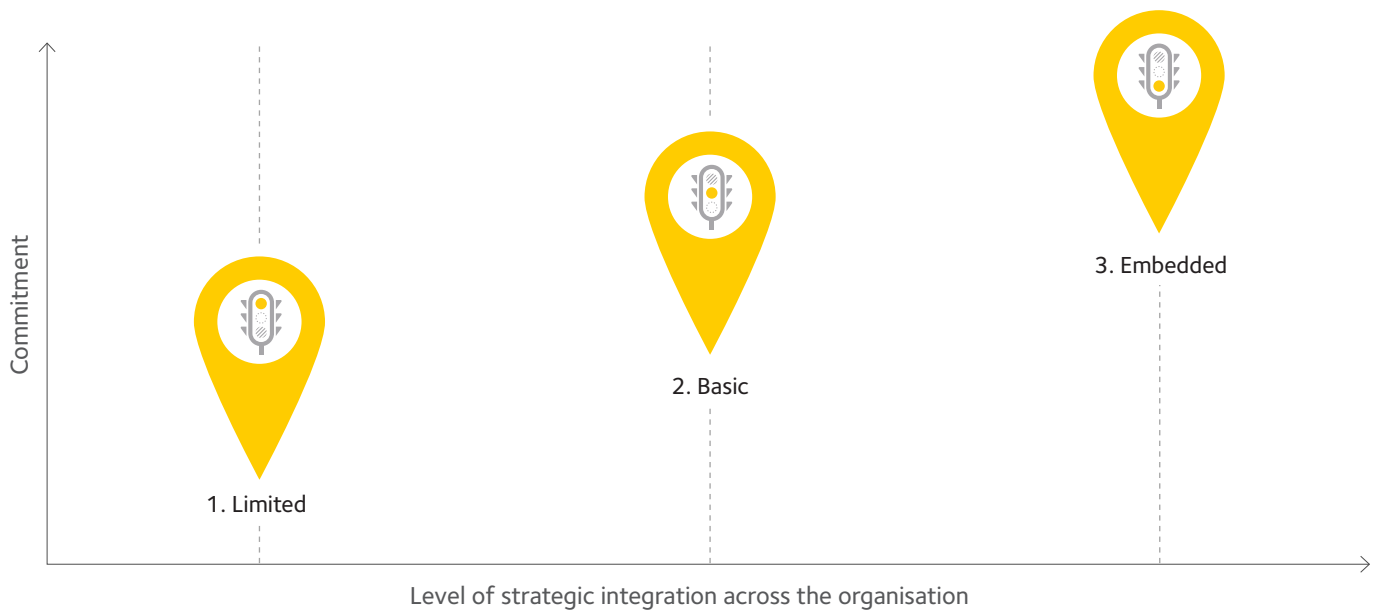 Commitment
1. Limited
2. Basic
3. Embedded
Level of strategic integration across the organisation